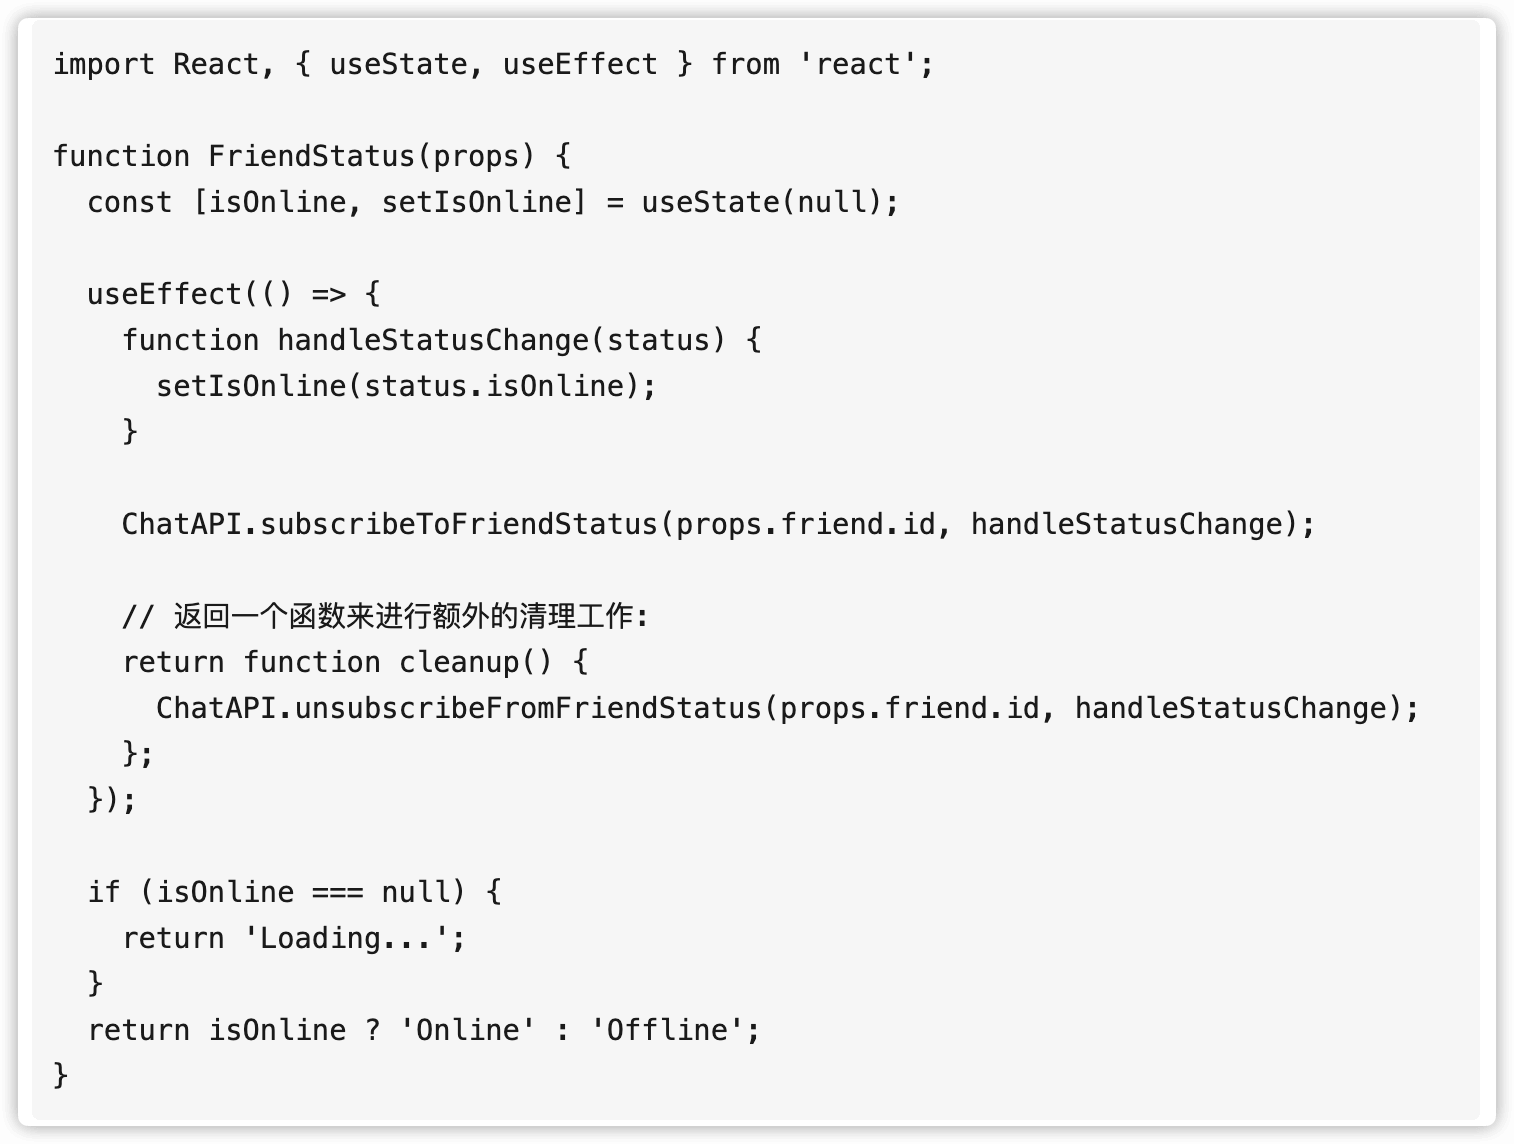 import React, { useState, useEffect } from 'react';

function FriendStatus(props) {
  const [isOnline, setIsOnline] = useState(null);

  useEffect(() => {
    function handleStatusChange(status) {
      setIsOnline(status.isOnline);
    }

    ChatAPI.subscribeToFriendStatus(props.friend.id, handleStatusChange);

    // 返回一个函数来进行额外的清理工作:
    return function cleanup() {
      ChatAPI.unsubscribeFromFriendStatus(props.friend.id, handleStatusChange);
    };
  });

  if (isOnline === null) {
    return 'Loading...';
  }
  return isOnline ? 'Online' : 'Offline';
}